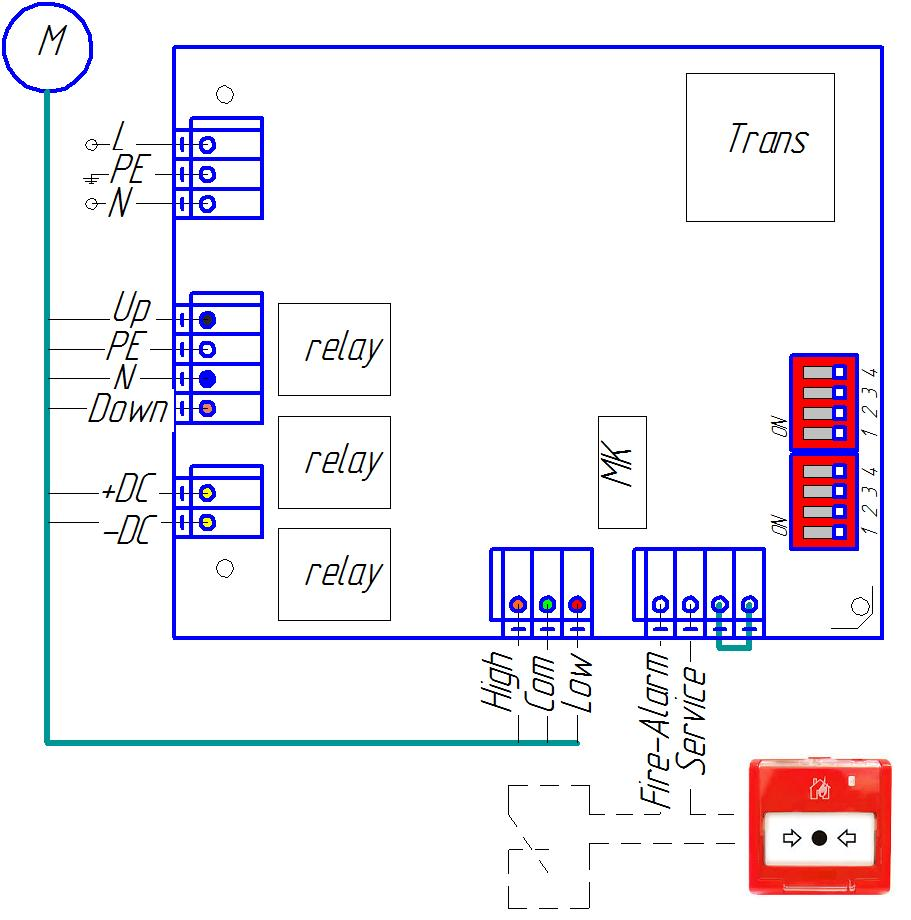 M
L
PE
N
Trans
Up
PE
N
Down
relay
relay
relay
+DC
-DC
MK
ON
1 2 3 4
ON
1 2 3 4
High
Com
Low
Fire-Alarm
Service